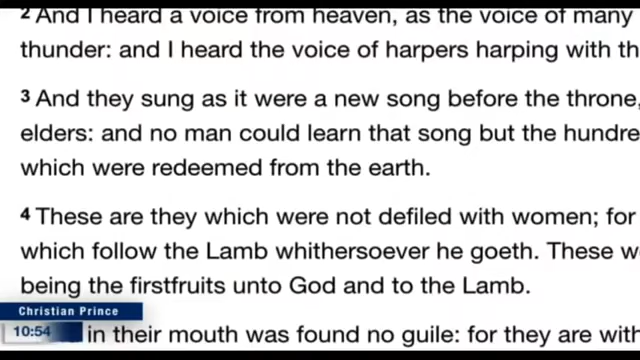 2 And I heard a voice from heaven, as the voice of many
thunder: and I heard the voice of harpers harping with
3 And they sung as it were a new song before the throne,
elders: and no man could learn that song but the
which were redeemed from the earth.
4 These are they which were not defiled with women; for
which follow the Lamb whithersoever he goeth. These
being the firstfruits unto God and to the Lamb.
Christian Prince
10:54
in their mouth was found no guile: for they are